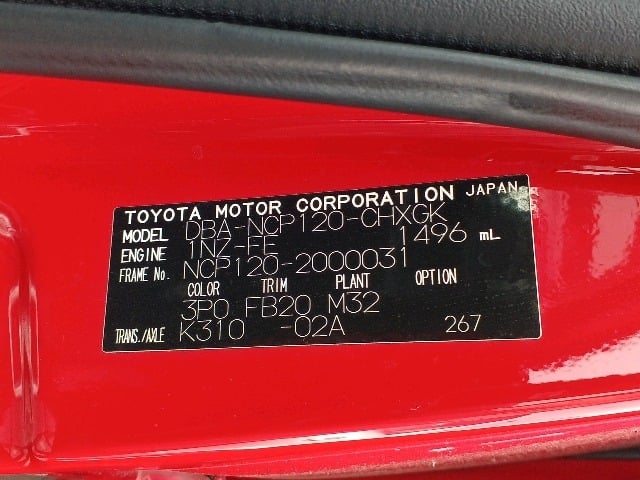 TOYOTA MOTOR CORPORATION JAPAN
MODEL DBA-NCP120-CHXGK
ENGINE 1NZ-FE 1496 mL
FRAME No. NCP120-2000031
COLOR TRIM PLANT OPTION
3P0 FB20 M32
TRANS./AXLE K310 -02A 267